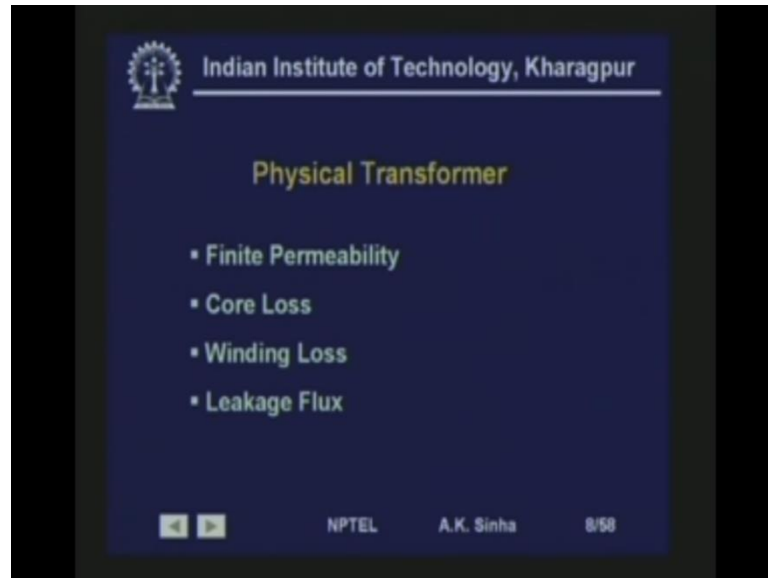 Indian Institute of Technology, Kharagpur
Physical Transformer
▪ Finite Permeability
▪ Core Loss
▪ Winding Loss
▪ Leakage Flux
NPTEL A.K. Sinha 8/58